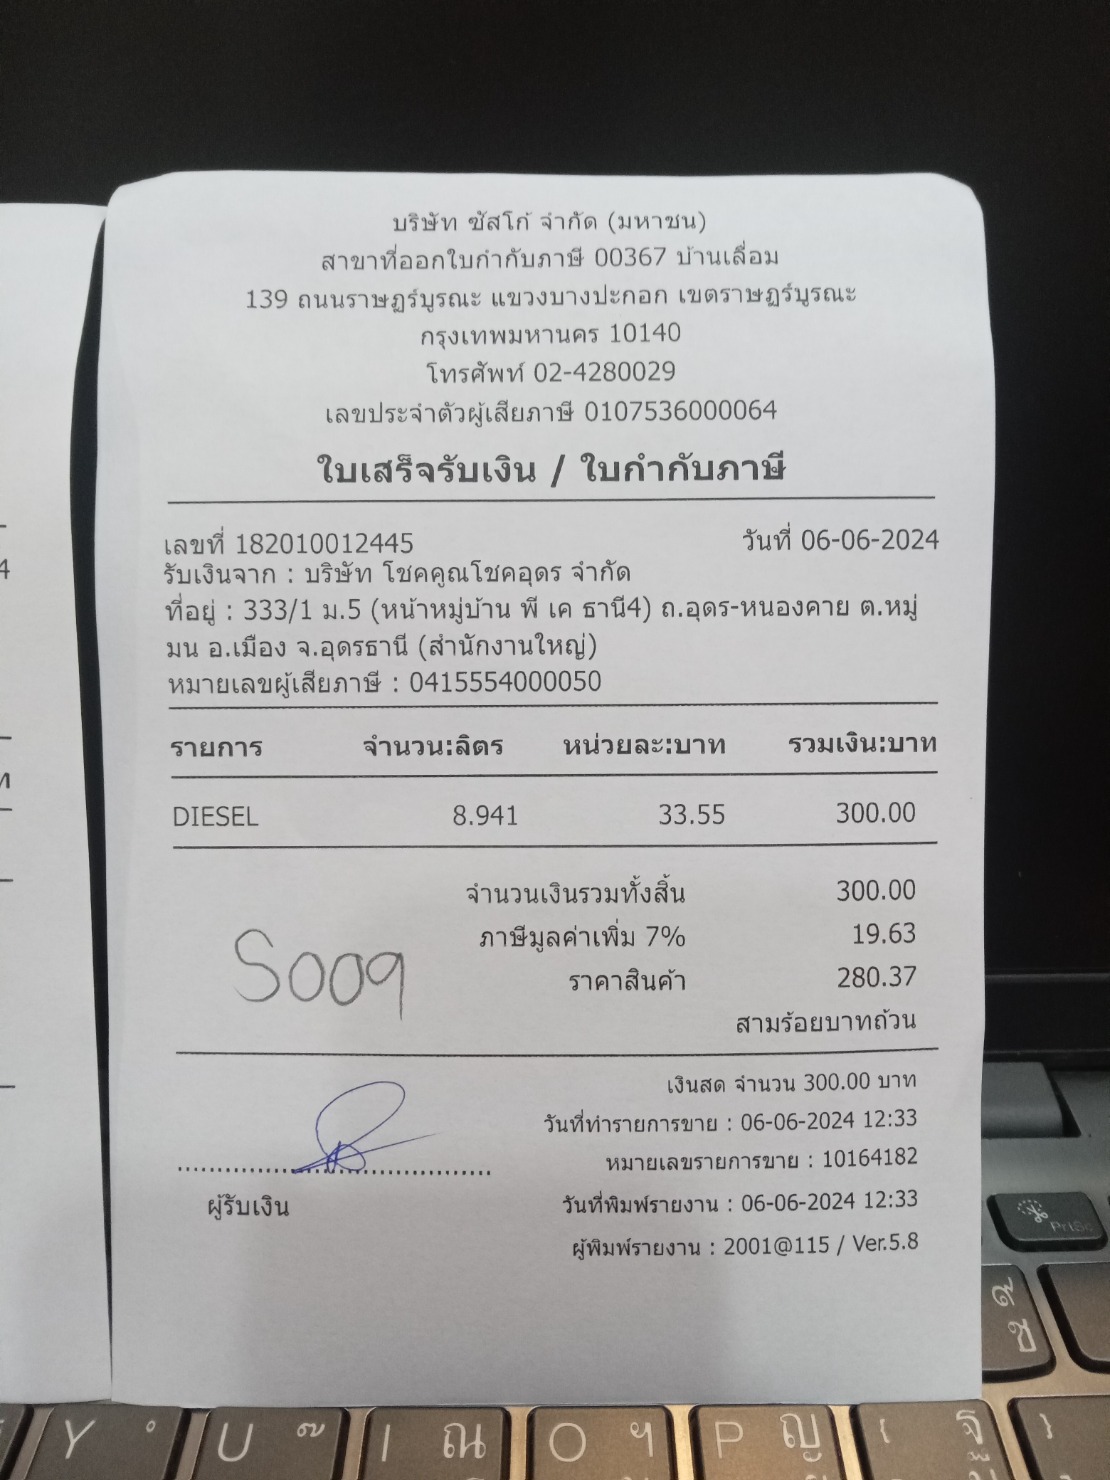 บริษัท ซัสโก้ จำกัด (มหาชน)
สาขาที่ออกใบกำกับภาษี 00367 บ้านเลื่อม
139 ถนนราษฏร์บูรณะ แขวงบางปะกอก เขตราษฏร์บูรณะ
กรุงเทพมหานคร 10140
โทรศัพท์ 02-4280029
เลขประจำตัวผู้เสียภาษี 0107536000064
ใบเสร็จรับเงิน / ใบกำกับภาษี
เลขที่ 182010012445 วันที่ 06-06-2024
รับเงินจาก : บริษัท โชคคูณโชคอุดร จำกัด
ที่อยู่ : 333/1 ม.5 (หน้าหมู่บ้าน พี เค ธานี4) ถ.อุดร-หนองคาย ต.หมู่
มน อ.เมือง จ.อุดรธานี (สำนักงานใหญ่)
หมายเลขผู้เสียภาษี : 0415554000050
รายการ จำนวน:ลิตร หน่วยละ:บาท รวมเงิน:บาท
DIESEL 8.941 33.55 300.00
จำนวนเงินรวมทั้งสิ้น 300.00
ภาษีมูลค่าเพิ่ม 7% 19.63
S009
ราคาสินค้า 280.37
สามร้อยบาทถ้วน
เงินสด จำนวน 300.00 บาท
วันที่ทำรายการขาย : 06-06-2024 12:33
หมายเลขรายการขาย : 10164182
ผู้รับเงิน
วันที่พิมพ์รายงาน : 06-06-2024 12:33
ผู้พิมพ์รายงาน : 2001@115 / Ver.5.8
PrtSc
Y U I ณ O ฯ P ญ ฐ